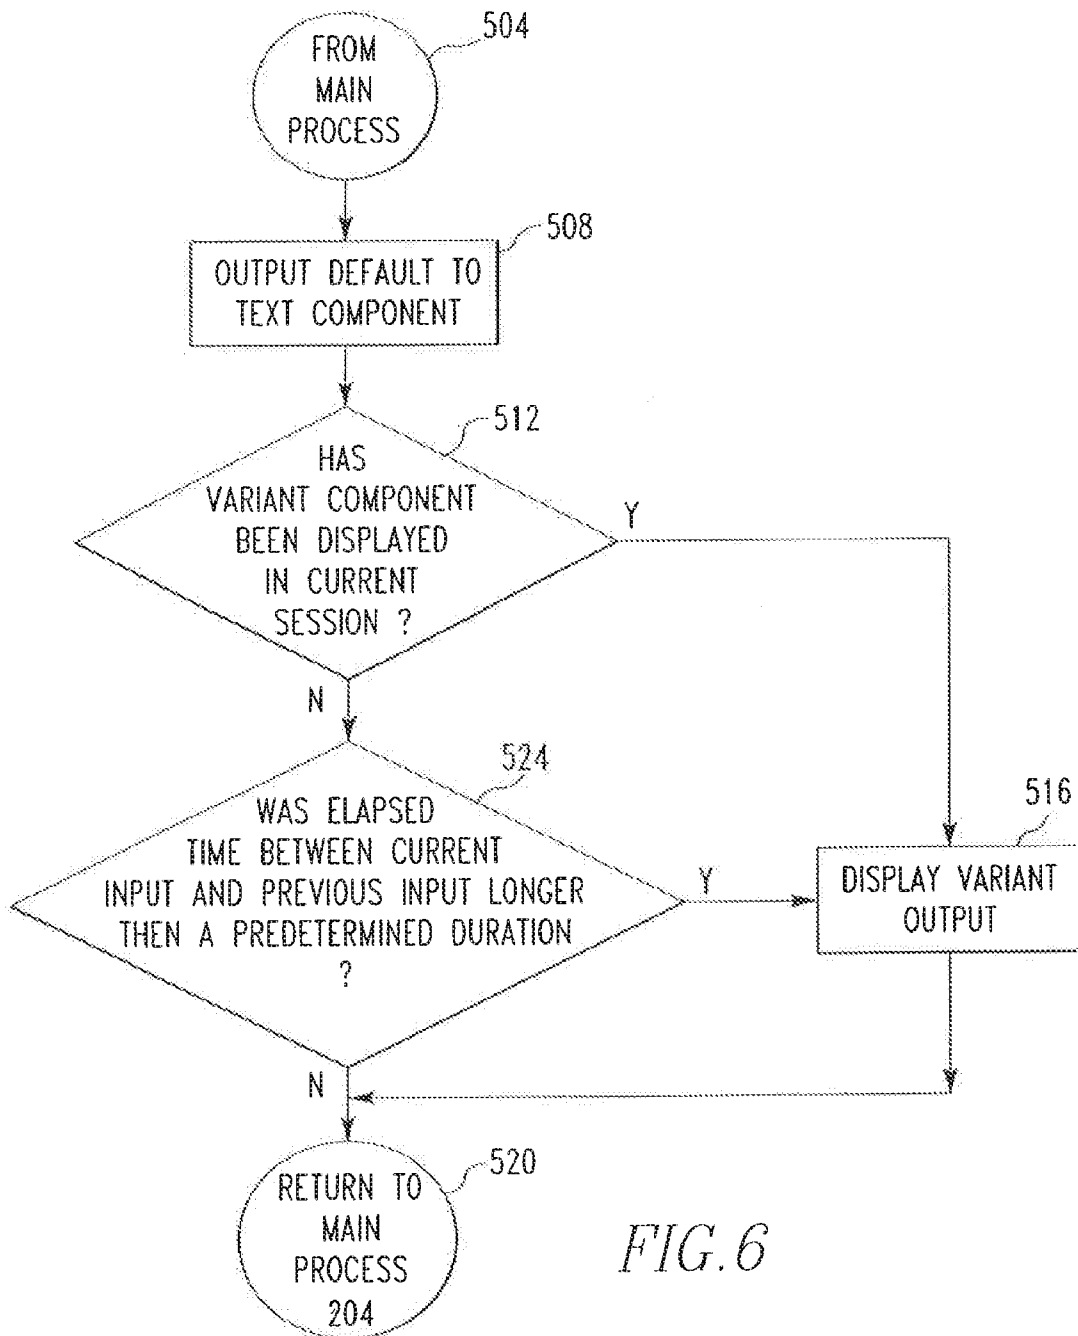 504
FROM
MAIN
PROCESS
508
OUTPUT DEFAULT TO
TEXT COMPONENT
512
HAS
VARIANT COMPONENT
BEEN DISPLAYED
IN CURRENT
SESSION ?
Y
N
524
WAS ELAPSED
TIME BETWEEN CURRENT
INPUT AND PREVIOUS INPUT LONGER
THEN A PREDETERMINED DURATION
?
Y
516
DISPLAY VARIANT
OUTPUT
N
520
RETURN TO
MAIN
PROCESS
204
FIG.6